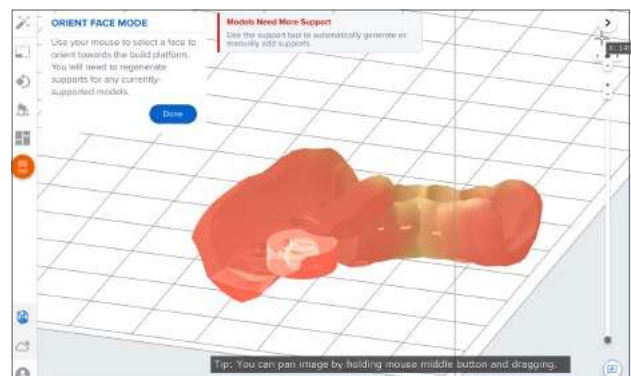 ORIENT FACE MODE
Use your mouse to select a face to
orient towards the build platform.
You will need to regenerate
supports for any currently-
supported models.
Done
Models Need More Support
Use the support tool to automatically generate or
manually add supports.
Tip: You can pan image by holding mouse middle button and dragging.